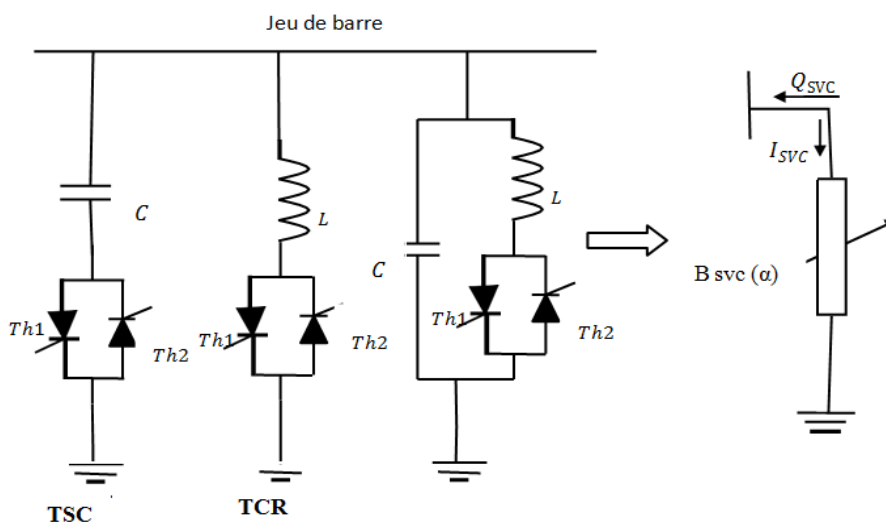 Jeu de barre
Q_SVC
I_SVC
C
L
L
C
B svc (α)
Th1
Th2
Th1
Th2
Th1
Th2
TSC
TCR